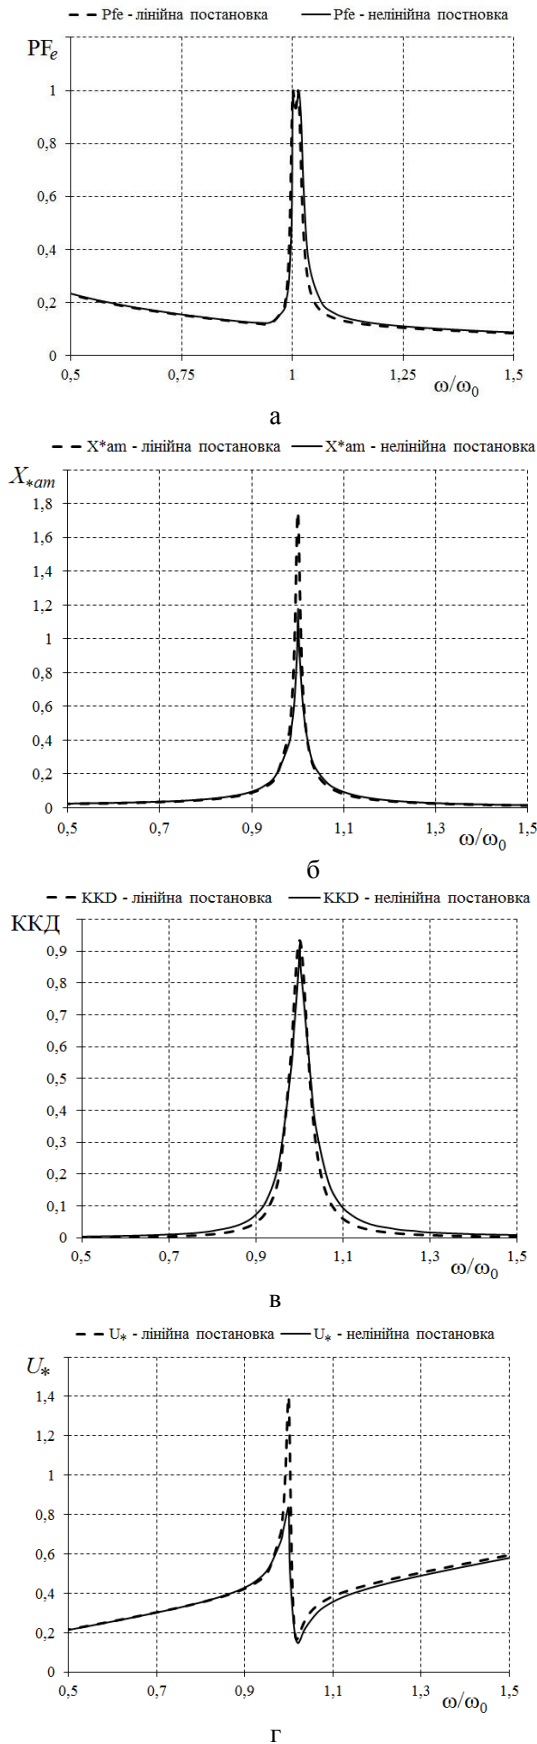 Pfe - лінійна постановка Pfe - нелінійна постновка
PFe
1
0,8
0,6
0,4
0,2
0
0,5 0,75 1 1,25 1,5
ω/ω0
а
X*am - лінійна постановка X*am - нелінійна постановка
X*am
1,8
1,6
1,4
1,2
1
0,8
0,6
0,4
0,2
0
0,5 0,7 0,9 1,1 1,3 1,5
ω/ω0
б
KKD - лінійна постановка KKD - нелінійна постановка
ККД
0,9
0,8
0,7
0,6
0,5
0,4
0,3
0,2
0,1
0
0,5 0,7 0,9 1,1 1,3 1,5
ω/ω0
в
U* - лінійна постановка U* - нелінійна постановка
U*
1,4
1,2
1
0,8
0,6
0,4
0,2
0
0,5 0,7 0,9 1,1 1,3 1,5
ω/ω0
г